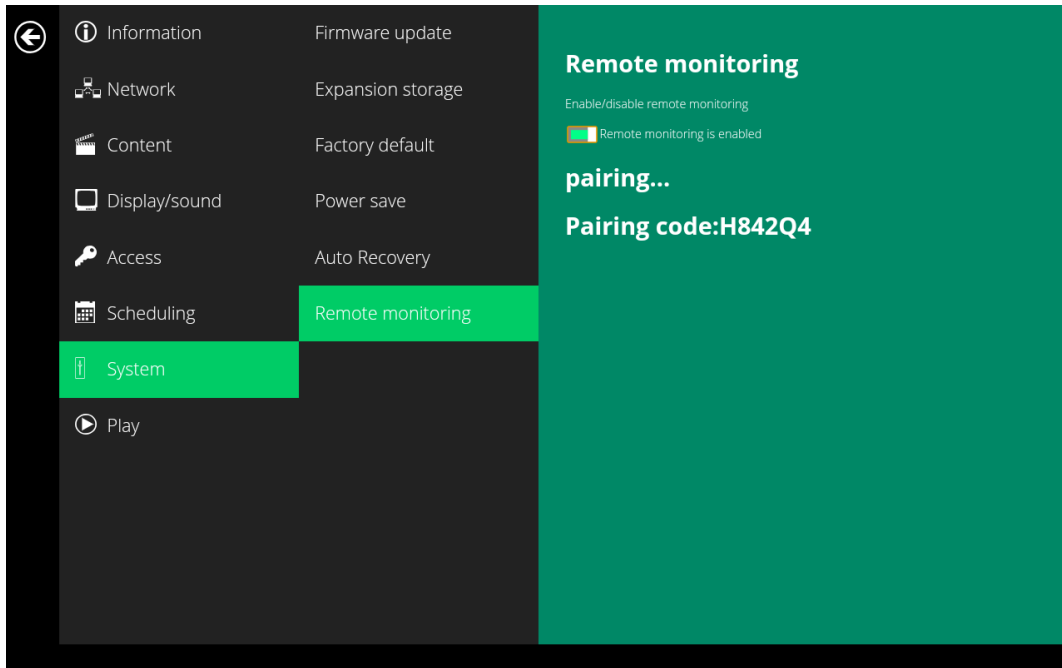 Information
Network
Content
Display/sound
Access
Scheduling
System
Play
Firmware update
Expansion storage
Factory default
Power save
Auto Recovery
Remote monitoring
Remote monitoring
Enable/disable remote monitoring
Remote monitoring is enabled
pairing...
Pairing code:H842Q4